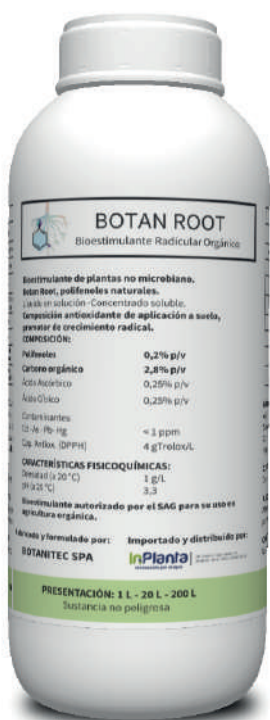 BOTAN ROOT
Bioestimulante Radicular Orgánico
Bioestimulante de plantas no microbiano.
Botan Root, polifenoles naturales.
Líquido en solución -Concentrado soluble.
Composición antioxidante de aplicación a suelo,
promotor de crecimiento radical.
COMPOSICIÓN:
Polifenoles 0,2% p/v
Carbono orgánico 2,8% p/v
Ácido Ascórbico 0,25% p/v
Ácido Cítrico 0,25% p/v
Contaminantes
Cd -As- Pb- Hg < 1 ppm
Cap. Antiox. (DPPH) 4 gTrolox/L
CARACTERÍSTICAS FISICOQUÍMICAS:
Densidad (a 20°C) 1 g/L
pH (a 20 °C) 3,3
Bioestimulante autorizado por el SAG para su uso en
agricultura orgánica.
Fabricado y formulado por: Importado y distribuido por:
BOTANITEC SPA InPlanta
PRESENTACIÓN: 1 L - 20 L - 200 L
Sustancia no peligrosa